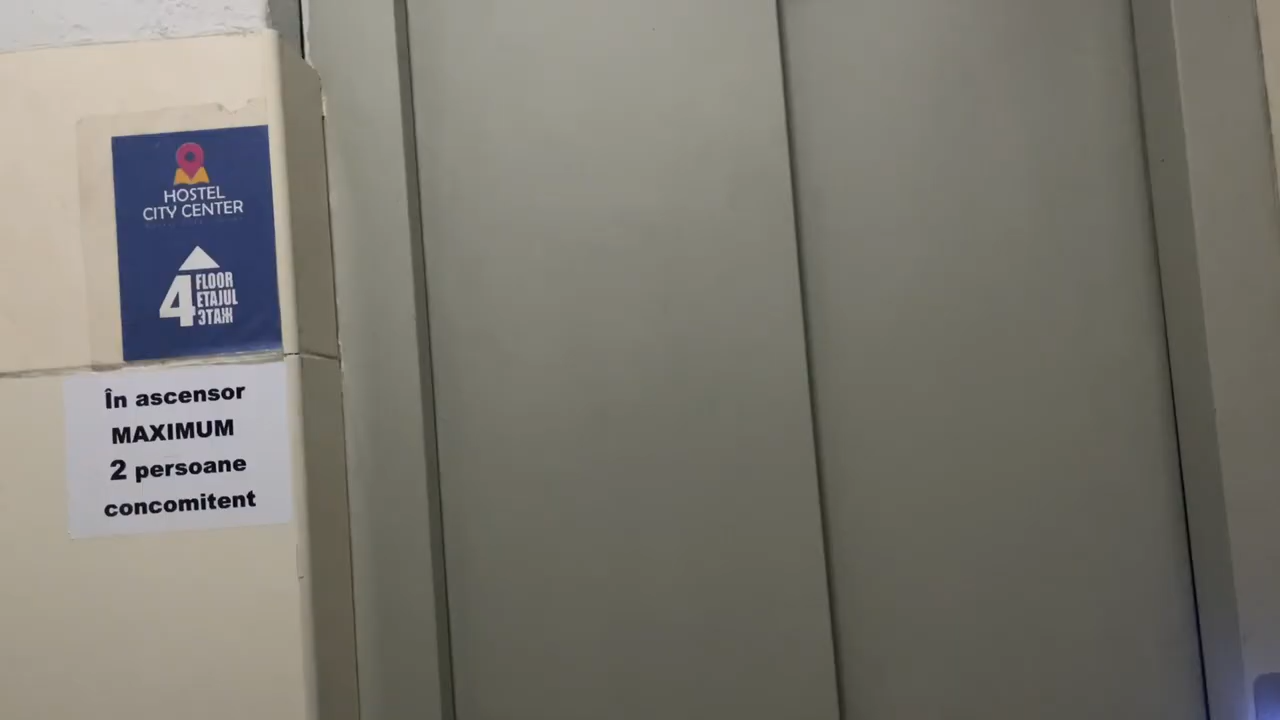 HOSTEL
CITY CENTER
4 FLOOR
ETAJUL
ЭТАЖ
În ascensor
MAXIMUM
2 persoane
concomitent